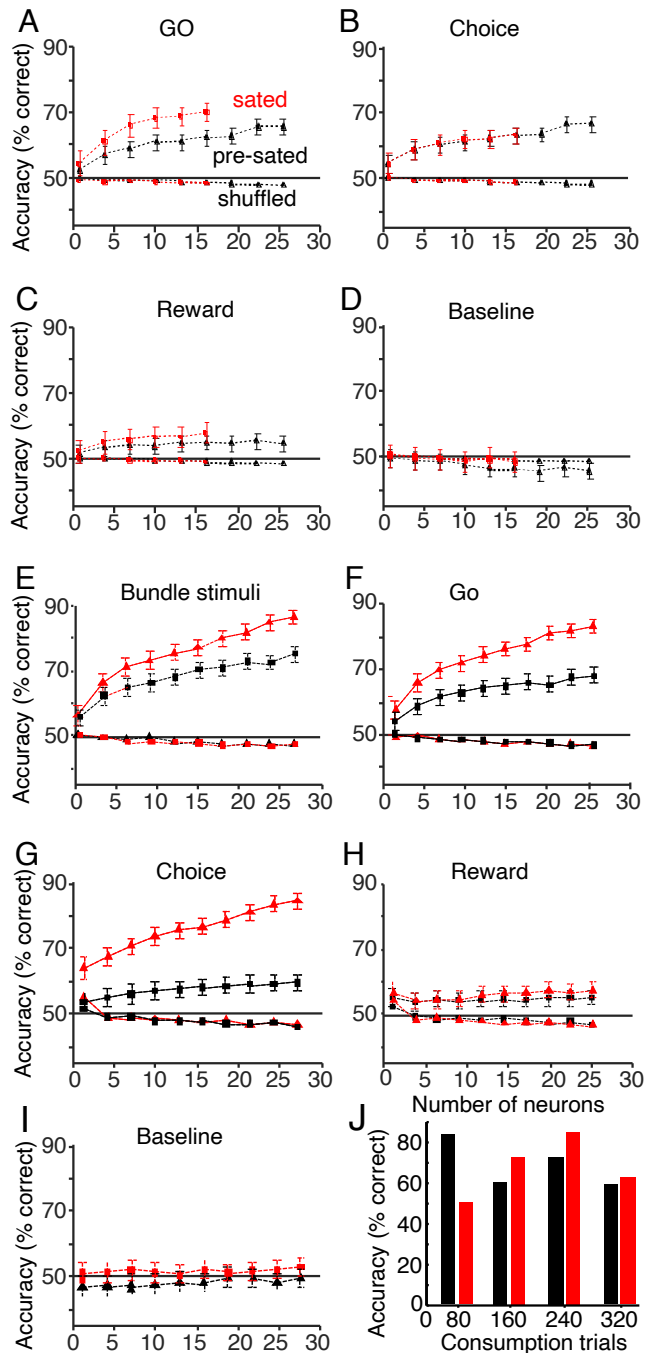 A GO
90
70
50
Accuracy (% correct)
sated
pre-sated
shuffled
0 5 10 15 20 25 30
B Choice
90
70
50
0 5 10 15 20 25 30
C Reward
90
70
50
Accuracy (% correct)
0 5 10 15 20 25 30
D Baseline
90
70
50
0 5 10 15 20 25 30
E Bundle stimuli
90
70
50
Accuracy (% correct)
0 5 10 15 20 25 30
F Go
90
70
50
0 5 10 15 20 25 30
G Choice
90
70
50
Accuracy (% correct)
0 5 10 15 20 25 30
H Reward
90
70
50
0 5 10 15 20 25 30
Number of neurons
I Baseline
90
70
50
Accuracy (% correct)
0 5 10 15 20 25 30
J
80
60
40
20
0
Accuracy (% correct)
0 80 160 240 320
Consumption trials